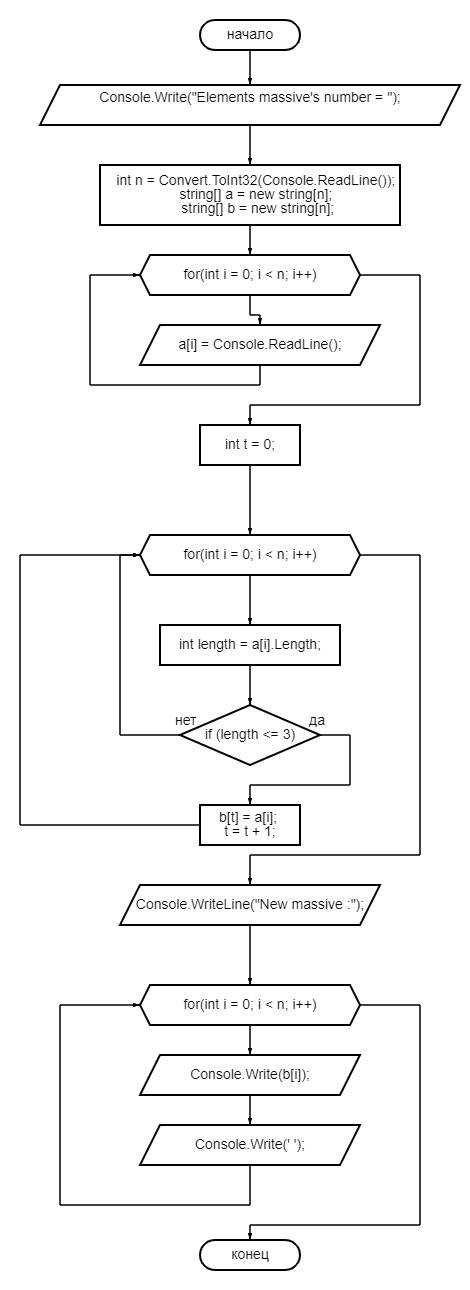 начало
Console.Write("Elements massive's number = ");
int n = Convert.ToInt32(Console.ReadLine());
string[] a = new string[n];
string[] b = new string[n];
for(int i = 0; i < n; i++)
a[i] = Console.ReadLine();
int t = 0;
for(int i = 0; i < n; i++)
int length = a[i].Length;
нет
да
if (length <= 3)
b[t] = a[i];
t = t + 1;
Console.WriteLine("New massive :");
for(int i = 0; i < n; i++)
Console.Write(b[i]);
Console.Write(' ');
конец